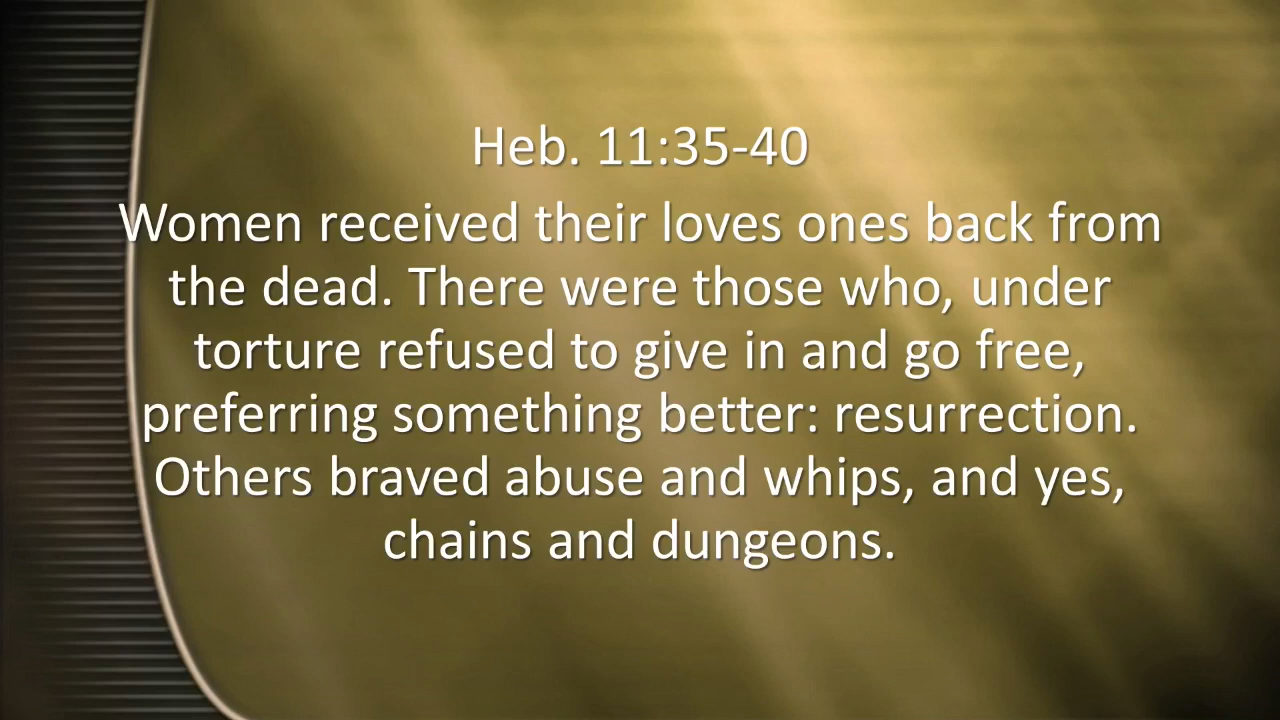 Heb. 11:35-40
Women received their loves ones back from
the dead. There were those who, under
torture refused to give in and go free,
preferring something better: resurrection.
Others braved abuse and whips, and yes,
chains and dungeons.